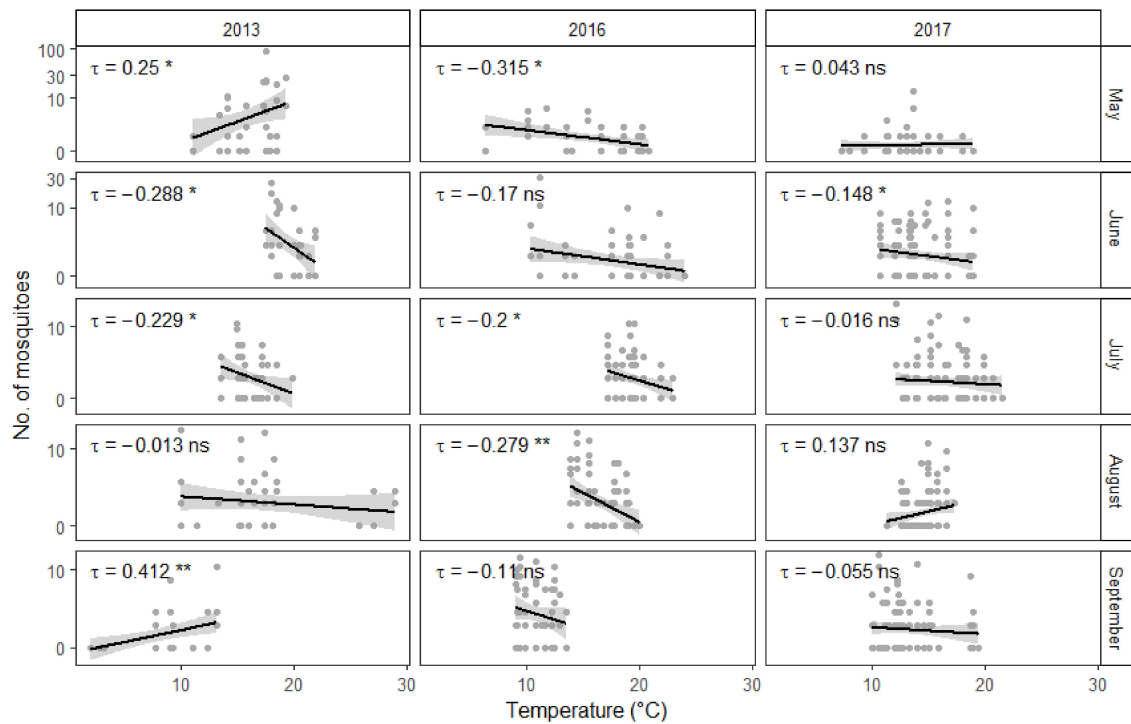 2013 2016 2017
100
30
10
0
τ = 0.25 *
τ = −0.315 *
τ = 0.043 ns
May
30
10
0
τ = −0.288 *
τ = −0.17 ns
τ = −0.148 *
June
10
0
τ = −0.229 *
τ = −0.2 *
τ = −0.016 ns
July
10
0
τ = −0.013 ns
τ = −0.279 **
τ = 0.137 ns
August
10
0
τ = 0.412 **
τ = −0.11 ns
τ = −0.055 ns
September
No. of mosquitoes
10 20 30 10 20 30 10 20 30
Temperature (°C)